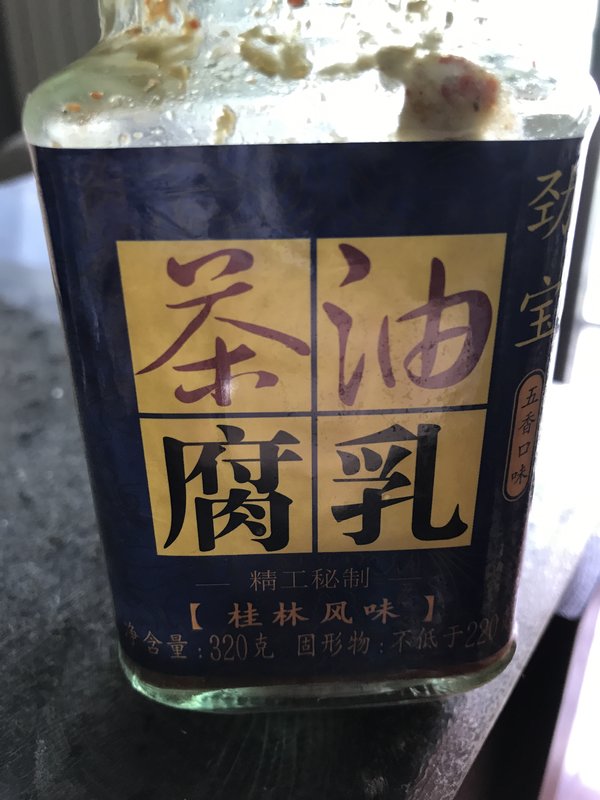 茶油
腐乳
精工秘制
【桂林风味】
净含量:320克 固形物:不低于220
劲宝
五香口味